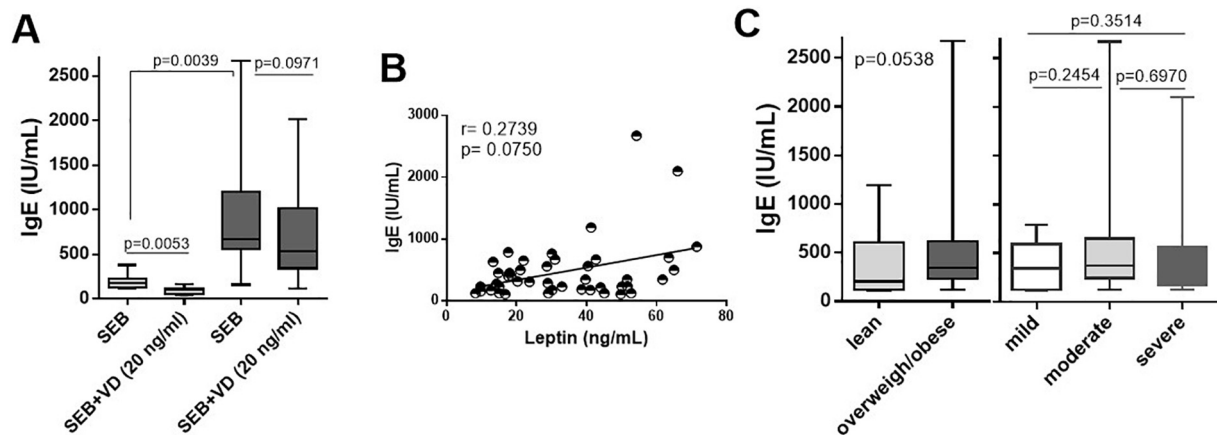 A
p=0.0039
p=0.0971
p=0.0053
IgE (IU/mL)
2500
2000
1500
1000
500
0
SEB
SEB+VD (20 ng/ml)
SEB
SEB+VD (20 ng/ml)
B
r= 0.2739
p= 0.0750
IgE (IU/mL)
3000
2000
1000
0
0
20
40
60
80
Leptin (ng/mL)
C
p=0.0538
p=0.3514
p=0.2454
p=0.6970
IgE (IU/mL)
2500
2000
1500
1000
500
0
lean
overweigh/obese
mild
moderate
severe